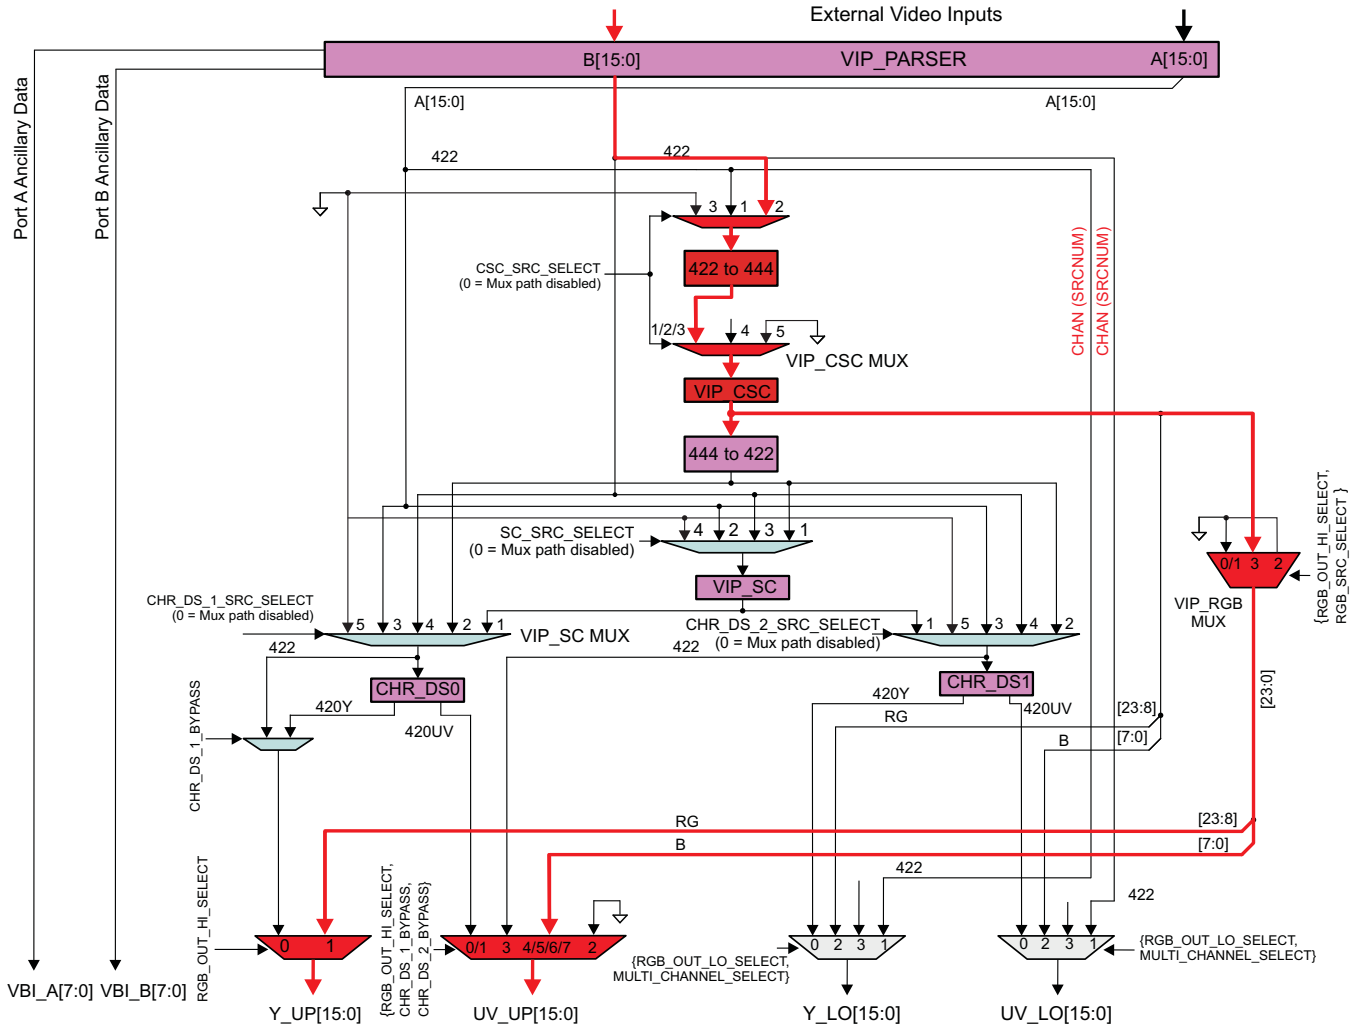 External Video Inputs
B[15:0]
VIP_PARSER
A[15:0]
A[15:0]
A[15:0]
Port A Ancillary Data
Port B Ancillary Data
422
422
3 1 2
CSC_SRC_SELECT
(0 = Mux path disabled)
422 to 444
CHAN (SRCNUM)
CHAN (SRCNUM)
1/2/3 4 5
VIP_CSC MUX
VIP_CSC
444 to 422
SC_SRC_SELECT
(0 = Mux path disabled)
4 2 3 1
VIP_SC
0/1 3 2
VIP_RGB
MUX
{RGB_OUT_HI_SELECT,
RGB_SRC_SELECT }
CHR_DS_1_SRC_SELECT
(0 = Mux path disabled)
5 3 4 2 1
VIP_SC MUX
CHR_DS_2_SRC_SELECT
(0 = Mux path disabled)
1 5 3 4 2
422
422
CHR_DS0
CHR_DS1
420Y
420UV
420Y
420UV
CHR_DS_1_BYPASS
RG
[23:8]
B
[7:0]
[23:0]
RG
[23:8]
B
[7:0]
422
422
RGB_OUT_HI_SELECT
0 1
{RGB_OUT_HI_SELECT,
CHR_DS_1_BYPASS,
CHR_DS_2_BYPASS}
0/1 3 4/5/6/7 2
0 2 3 1
{RGB_OUT_LO_SELECT,
MULTI_CHANNEL_SELECT}
0 2 3 1
{RGB_OUT_LO_SELECT,
MULTI_CHANNEL_SELECT}
VBI_A[7:0]
VBI_B[7:0]
Y_UP[15:0]
UV_UP[15:0]
Y_LO[15:0]
UV_LO[15:0]